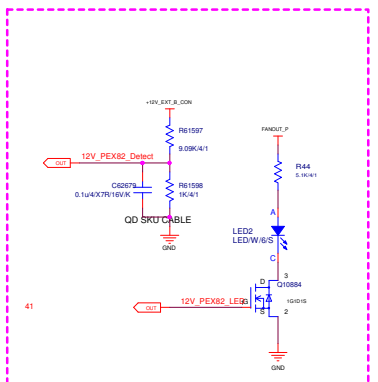 +12V_EXT_B_CON
R61597
9.09K/4/1
FANOUT_P
12V_PEX82_Detect
OUT
R44
5.1K/4/1
C62679
0.1u/4/X7R/16V/K
R61598
1K/4/1
QD SKU CABLE
GND
A
LED2
LED/W/6/S
C
3
D
Q10884
12V_PEX82_LED
G
1G1D1S
41
OUT
S
2
GND